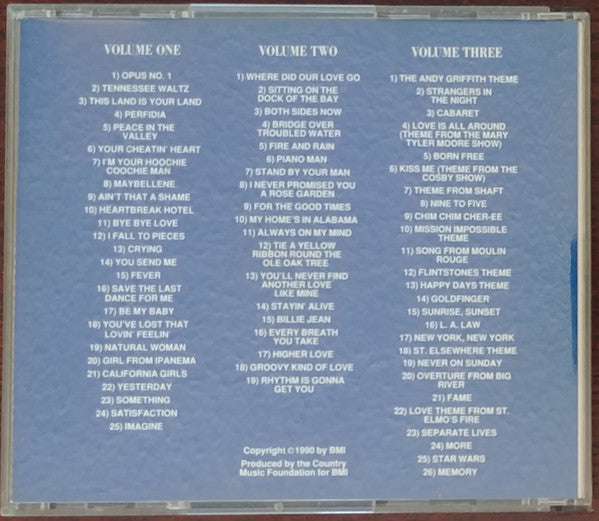 VOLUME ONE
1) OPUS NO. 1
2) TENNESSEE WALTZ
3) THIS LAND IS YOUR LAND
4) PERFIDIA
5) PEACE IN THE
VALLEY
6) YOUR CHEATIN' HEART
7) I'M YOUR HOOCHIE
COOCHIE MAN
8) MAYBELLENE
9) AIN'T THAT A SHAME
10) HEARTBREAK HOTEL
11) BYE BYE LOVE
12) I FALL TO PIECES
13) CRYING
14) YOU SEND ME
15) FEVER
16) SAVE THE LAST
DANCE FOR ME
17) BE MY BABY
18) YOU'VE LOST THAT
LOVIN' FEELIN'
19) NATURAL WOMAN
20) GIRL FROM IPANEMA
21) CALIFORNIA GIRLS
22) YESTERDAY
23) SOMETHING
24) SATISFACTION
25) IMAGINE
VOLUME TWO
1) WHERE DID OUR LOVE GO
2) SITTING ON THE
DOCK OF THE BAY
3) BOTH SIDES NOW
4) BRIDGE OVER
TROUBLED WATER
5) FIRE AND RAIN
6) PIANO MAN
7) STAND BY YOUR MAN
8) I NEVER PROMISED YOU
A ROSE GARDEN
9) FOR THE GOOD TIMES
10) MY HOME'S IN ALABAMA
11) ALWAYS ON MY MIND
12) TIE A YELLOW
RIBBON ROUND THE
OLE OAK TREE
13) YOU'LL NEVER FIND
ANOTHER LOVE
LIKE MINE
14) STAYIN' ALIVE
15) BILLIE JEAN
16) EVERY BREATH
YOU TAKE
17) HIGHER LOVE
18) GROOVY KIND OF LOVE
19) RHYTHM IS GONNA
GET YOU
VOLUME THREE
1) THE ANDY GRIFFITH THEME
2) STRANGERS IN
THE NIGHT
3) CABARET
4) LOVE IS ALL AROUND
(THEME FROM THE MARY
TYLER MOORE SHOW)
5) BORN FREE
6) KISS ME (THEME FROM THE
COSBY SHOW)
7) THEME FROM SHAFT
8) NINE TO FIVE
9) CHIM CHIM CHER-EE
10) MISSION IMPOSSIBLE
THEME
11) SONG FROM MOULIN
ROUGE
12) FLINTSTONES THEME
13) HAPPY DAYS THEME
14) GOLDFINGER
15) SUNRISE, SUNSET
16) L. A. LAW
17) NEW YORK, NEW YORK
18) ST. ELSEWHERE THEME
19) NEVER ON SUNDAY
20) OVERTURE FROM BIG
RIVER
21) FAME
22) LOVE THEME FROM ST.
ELMO'S FIRE
23) SEPARATE LIVES
24) MORE
25) STAR WARS
26) MEMORY
Copyright ©1990 by BMI
Produced by the Country
Music Foundation for BMI